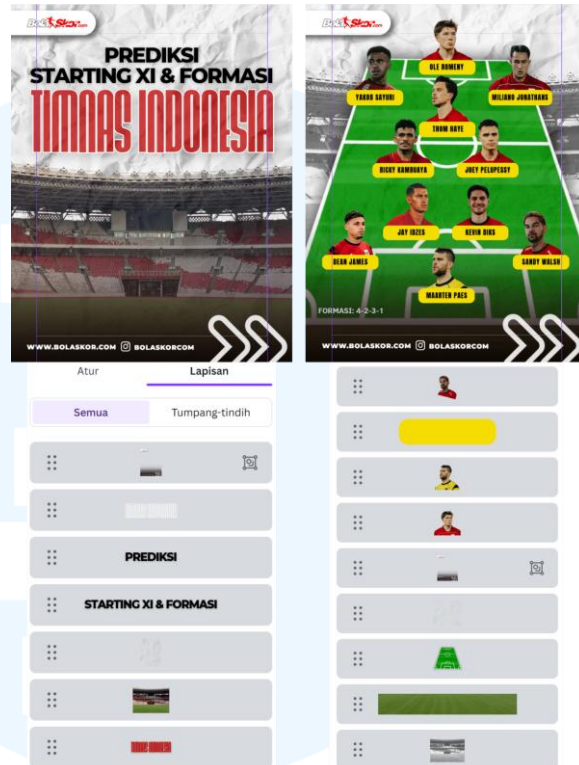 BolaSkor.com
PREDIKSI
STARTING XI & FORMASI
TIMNAS INDONESIA
WWW.BOLASKOR.COM BOLASKORCOM
Atur
Lapisan
Semua
Tumpang-tindih
PREDIKSI
STARTING XI & FORMASI
TIMNAS INDONESIA
BolaSkor.com
OLE ROMENY
YAKOB SAYURI
MILIANO JONATHANS
THOM HAYE
RICKY KAMBUAYA
JOEY PELUPESSY
JAY IDZES
KEVIN DIKS
DEAN JAMES
SANDY WALSH
MAARTEN PAES
FORMASI: 4-2-3-1
WWW.BOLASKOR.COM BOLASKORCOM